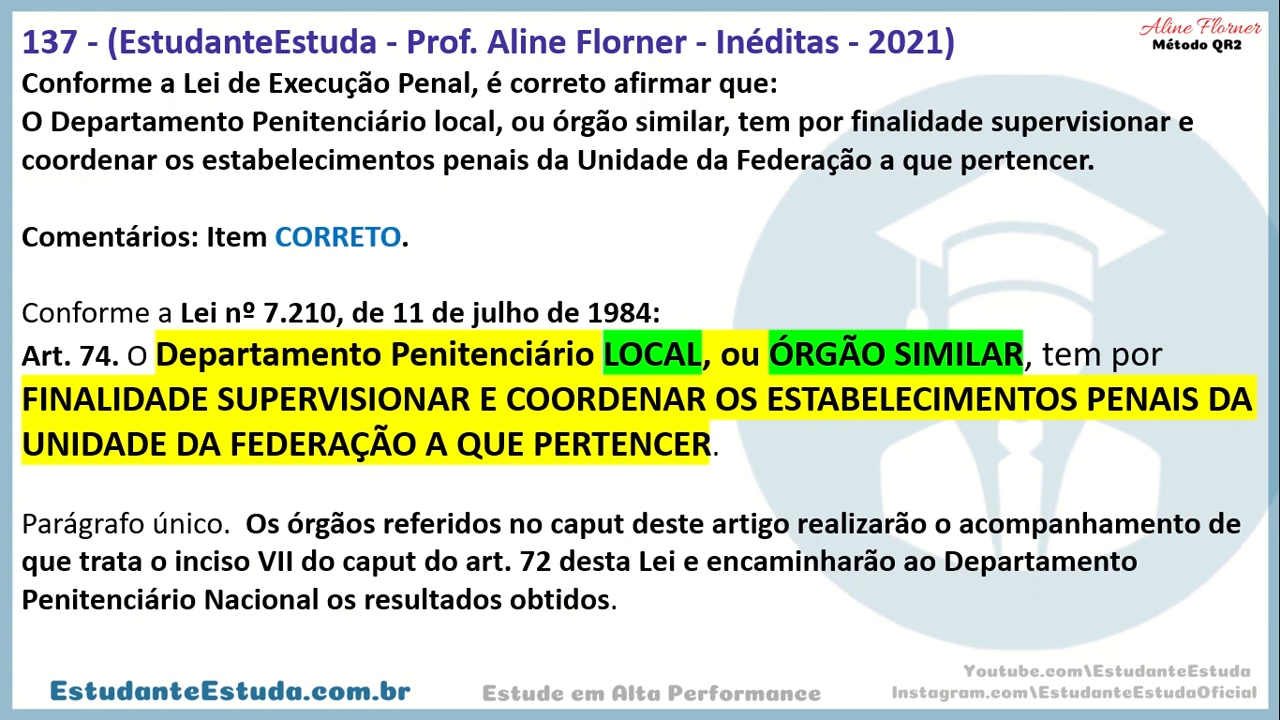 137 - (EstudanteEstuda - Prof. Aline Florner - Inéditas - 2021)
Aline Florner
Método QR2
Conforme a Lei de Execução Penal, é correto afirmar que:
O Departamento Penitenciário local, ou órgão similar, tem por finalidade supervisionar e
coordenar os estabelecimentos penais da Unidade da Federação a que pertencer.
Comentários: Item CORRETO.
Conforme a Lei nº 7.210, de 11 de julho de 1984:
Art. 74. O Departamento Penitenciário LOCAL, ou ÓRGÃO SIMILAR, tem por
FINALIDADE SUPERVISIONAR E COORDENAR OS ESTABELECIMENTOS PENAIS DA
UNIDADE DA FEDERAÇÃO A QUE PERTENCER.
Parágrafo único.  Os órgãos referidos no caput deste artigo realizarão o acompanhamento de
que trata o inciso VII do caput do art. 72 desta Lei e encaminharão ao Departamento
Penitenciário Nacional os resultados obtidos.
EstudanteEstuda.com.br
Estude em Alta Performance
Youtube.com\EstudanteEstuda
Instagram.com\EstudanteEstudaOficial